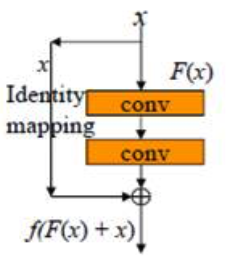 x
F(x)
x
Identity
mapping
conv
conv
f(F(x) + x)